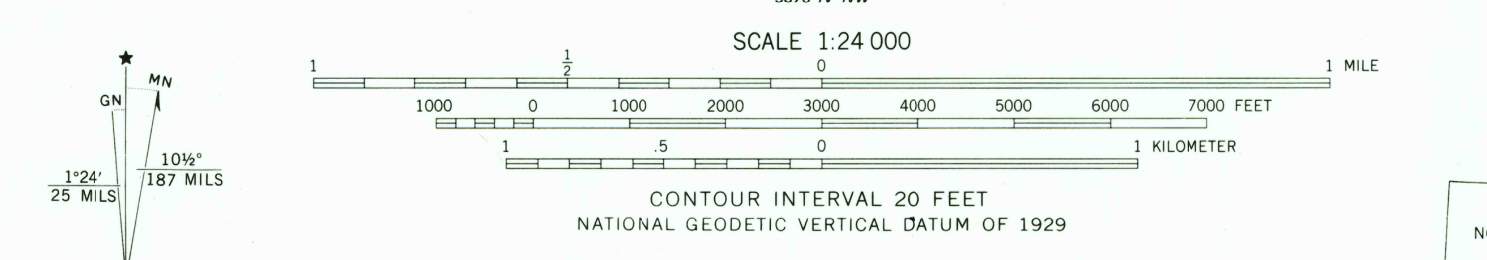 SCALE 1:24 000
1 1/2 0 1 MILE
1000 0 1000 2000 3000 4000 5000 6000 7000 FEET
1 .5 0 1 KILOMETER
CONTOUR INTERVAL 20 FEET
NATIONAL GEODETIC VERTICAL DATUM OF 1929
★
MN
GN
10½°
187 MILS
1°24′
25 MILS